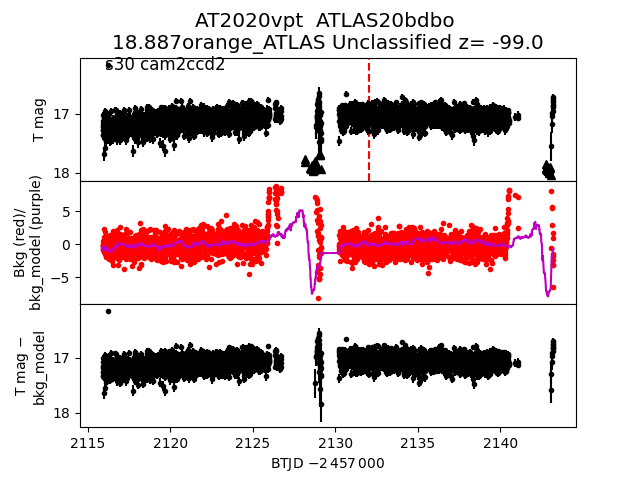 AT2020vpt  ATLAS20bdbo
18.887orange_ATLAS Unclassified z= -99.0
s30 cam2ccd2
T mag
17
18
Bkg (red)/
bkg_model (purple)
5
0
−5
T mag −
bkg_model
17
18
2115
2120
2125
2130
2135
2140
BTJD −2 457 000